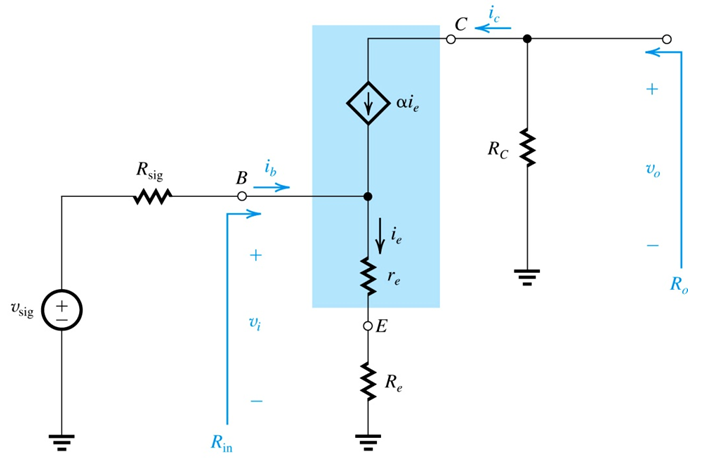 C
i_c
αi_e
R_C
+
v_o
−
R_o
R_sig
B
i_b
i_e
r_e
+
v_sig
+
−
v_i
−
E
R_e
R_in